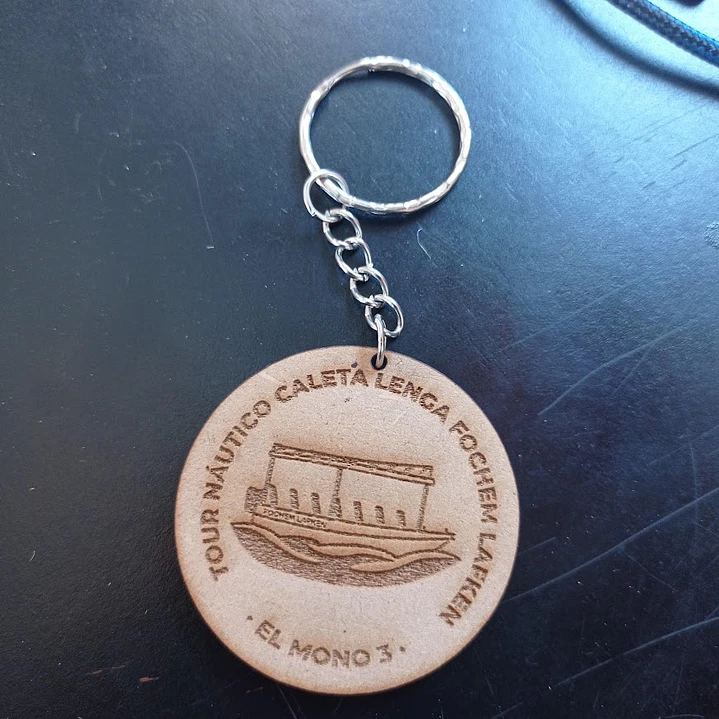 TOUR NÁUTICO CALETA LENGA FOCHEM LAFKEN
FOCHEM LAFKEN
· EL MONO 3 ·